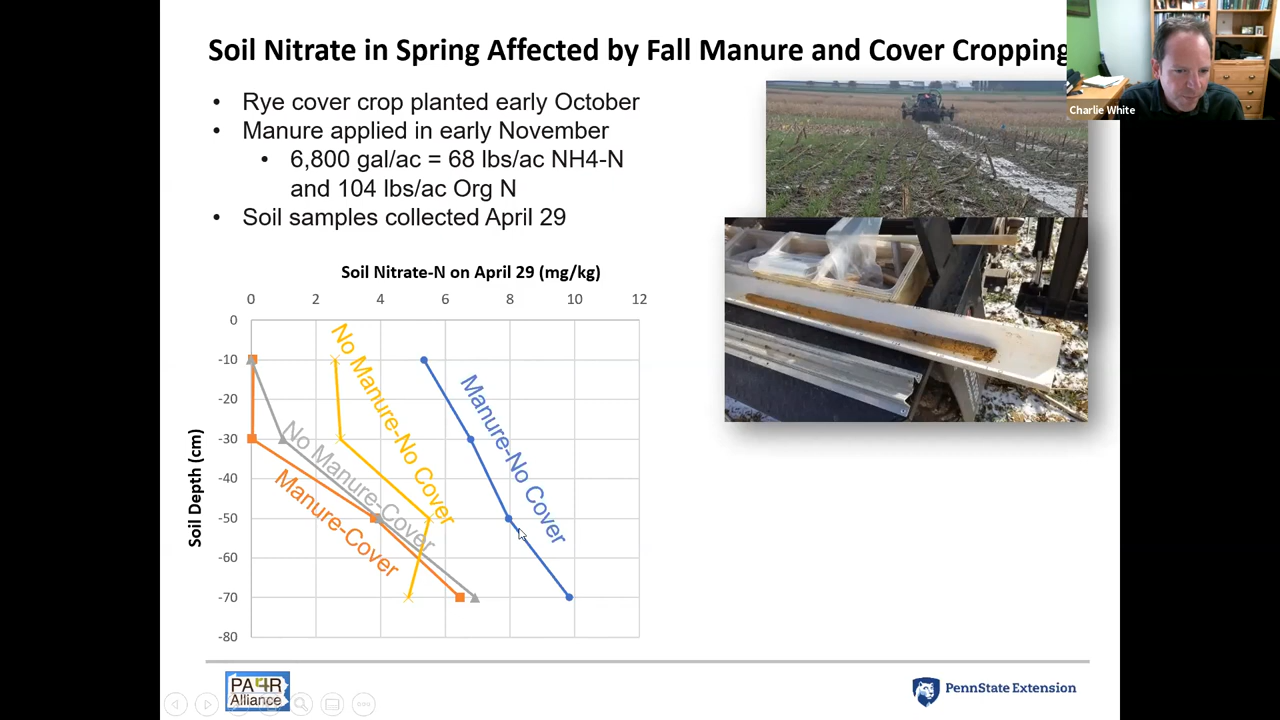 Soil Nitrate in Spring Affected by Fall Manure and Cover Cropping
Charlie White
• Rye cover crop planted early October
• Manure applied in early November
• 6,800 gal/ac = 68 lbs/ac NH4-N
and 104 lbs/ac Org N
• Soil samples collected April 29
Soil Nitrate-N on April 29 (mg/kg)
0 2 4 6 8 10 12
0
-10
-20
-30
-40
-50
-60
-70
-80
Soil Depth (cm)
No Manure-No Cover
Manure-No Cover
No Manure-Cover
Manure-Cover
PA4R
Alliance
PennState Extension